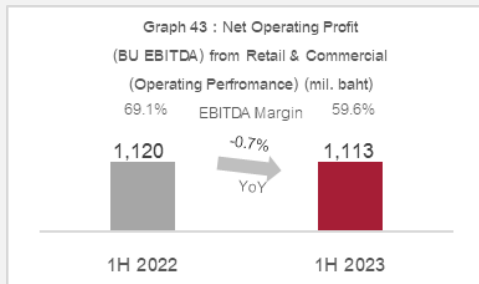 Graph 43 : Net Operating Profit
(BU EBITDA) from Retail & Commercial
(Operating Perfromance) (mil. baht)
69.1% EBITDA Margin 59.6%
1,120 -0.7% 1,113
YoY
1H 2022 1H 2023